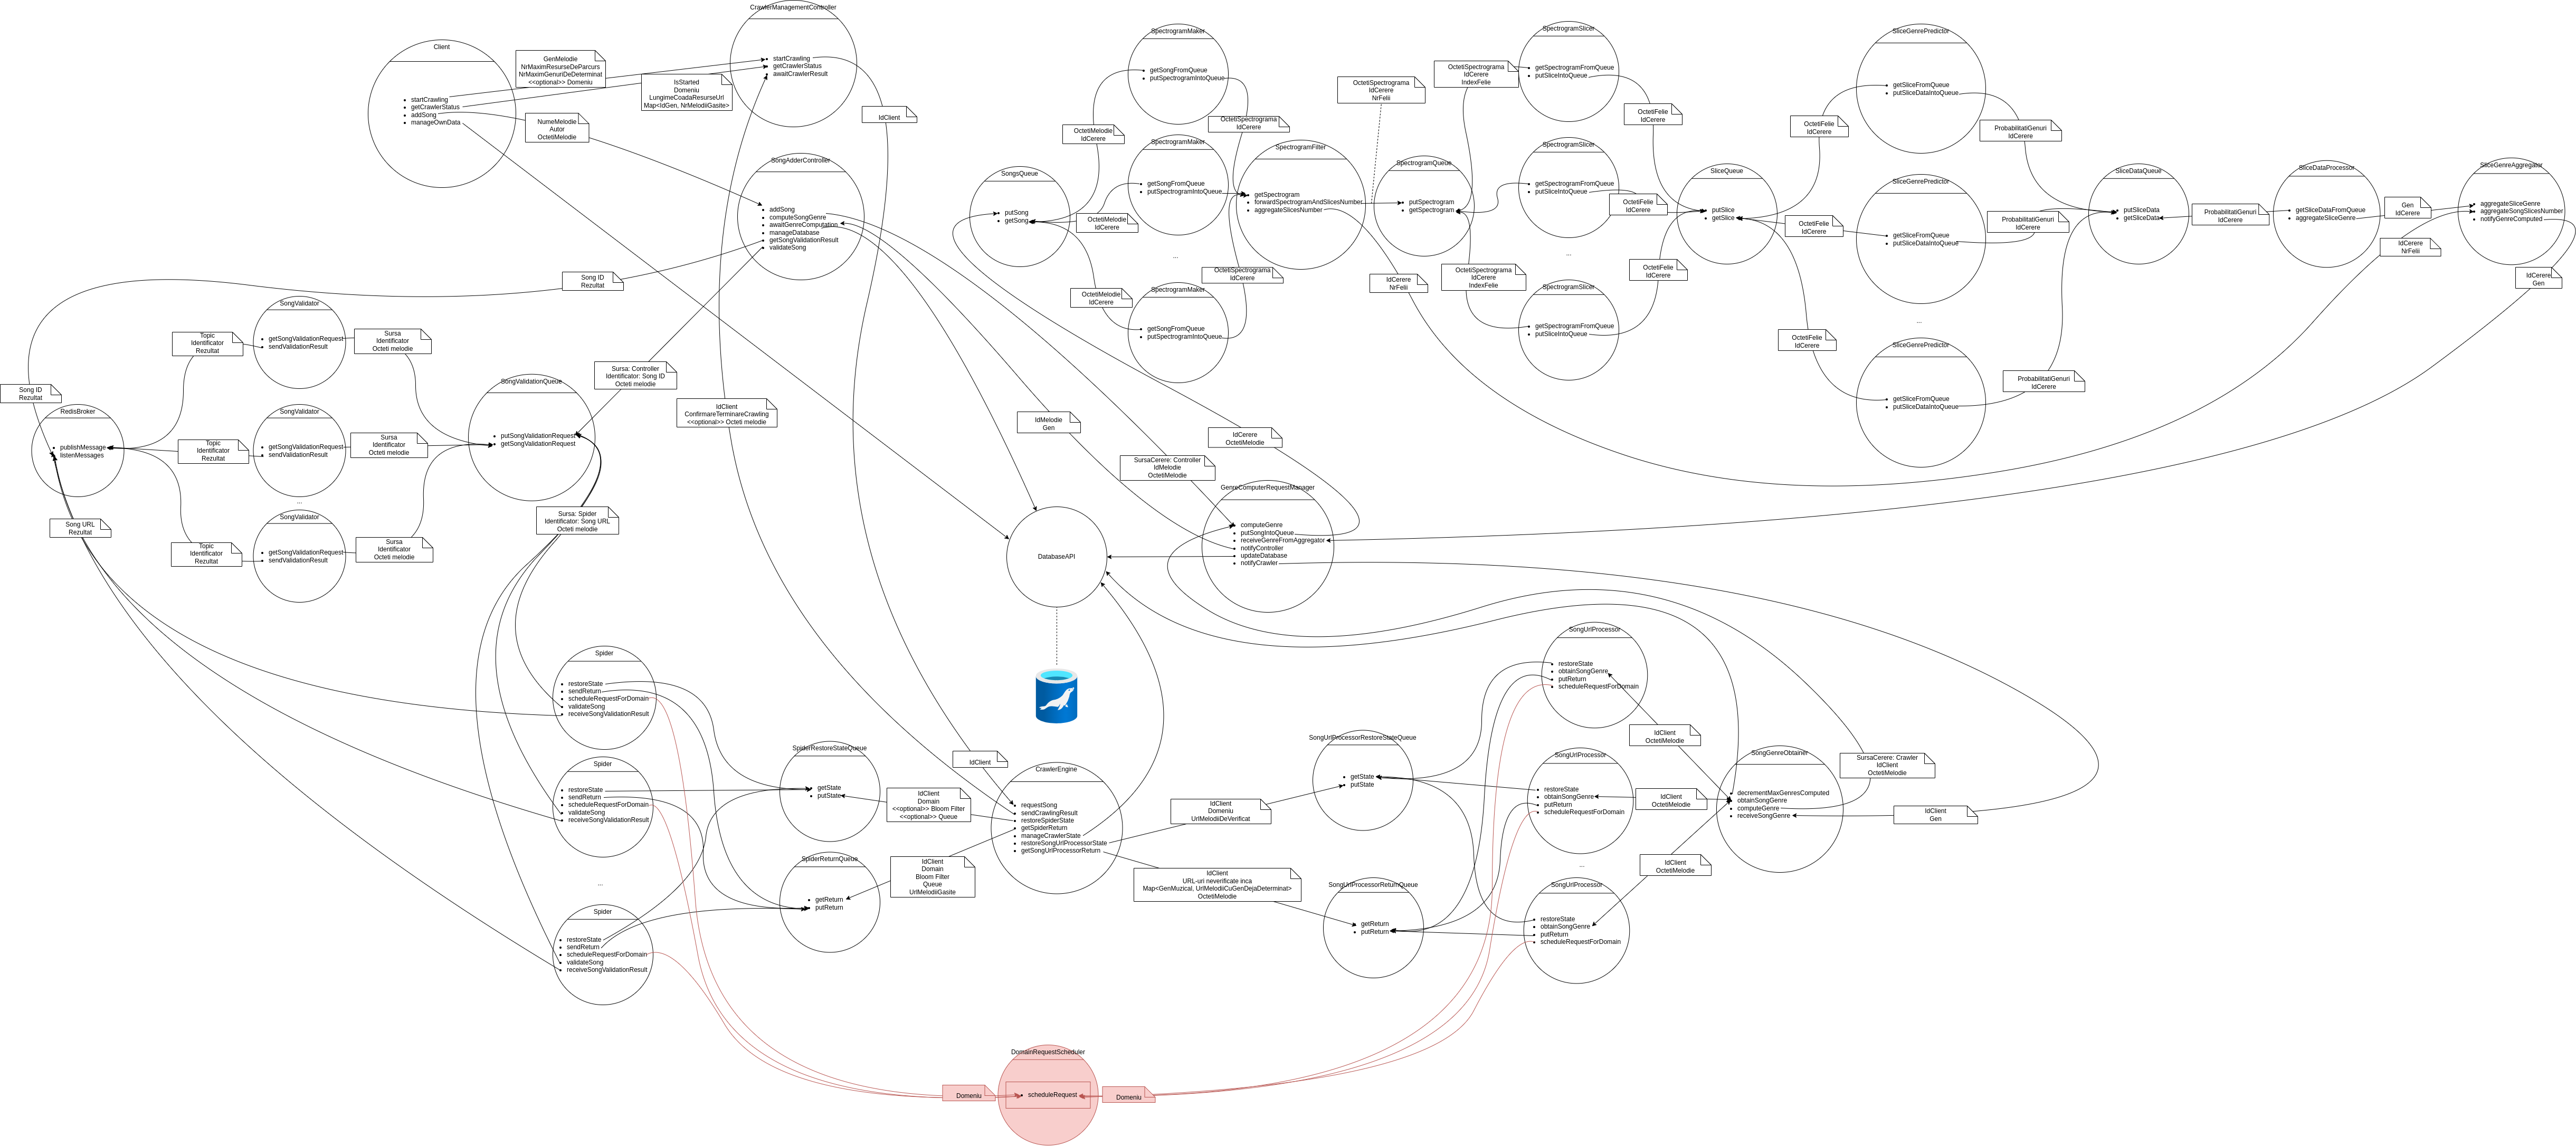 CrawlerManagementController
startCrawling
getCrawlerStatus
awaitCrawlerResult
Client
startCrawling
getCrawlerStatus
addSong
manageOwnData
GenMelodie
NrMaximResurseDeParcurs
NrMaximGenuriDeDeterminat
<<optional>> Domeniu
IsStarted
Domeniu
LungimeCoadaResurseUrl
Map<IdGen, NrMelodiiGasite>
NumeMelodie
Autor
OctetiMelodie
IdClient
SongAdderController
addSong
computeSongGenre
awaitGenreComputation
manageDatabase
getSongValidationResult
validateSong
SongsQueue
putSong
getSong
OctetiMelodie
IdCerere
OctetiMelodie
IdCerere
OctetiMelodie
IdCerere
SpectrogramMaker
getSongFromQueue
putSpectrogramIntoQueue
SpectrogramMaker
getSongFromQueue
putSpectrogramIntoQueue
...
SpectrogramMaker
getSongFromQueue
putSpectrogramIntoQueue
OctetiSpectrograma
IdCerere
OctetiSpectrograma
IdCerere
SpectrogramFilter
getSpectrogram
forwardSpectrogramAndSlicesNumber
aggregateSlicesNumber
OctetiSpectrograma
IdCerere
NrFelii
IdCerere
NrFelii
SpectrogramQueue
putSpectrogram
getSpectrogram
OctetiSpectrograma
IdCerere
IndexFelie
OctetiSpectrograma
IdCerere
IndexFelie
SpectrogramSlicer
getSpectrogramFromQueue
putSliceIntoQueue
SpectrogramSlicer
getSpectrogramFromQueue
putSliceIntoQueue
...
SpectrogramSlicer
getSpectrogramFromQueue
putSliceIntoQueue
OctetiFelie
IdCerere
OctetiFelie
IdCerere
OctetiFelie
IdCerere
SliceQueue
putSlice
getSlice
OctetiFelie
IdCerere
OctetiFelie
IdCerere
OctetiFelie
IdCerere
SliceGenrePredictor
getSliceFromQueue
putSliceDataIntoQueue
SliceGenrePredictor
getSliceFromQueue
putSliceDataIntoQueue
...
SliceGenrePredictor
getSliceFromQueue
putSliceDataIntoQueue
ProbabilitatiGenuri
IdCerere
ProbabilitatiGenuri
IdCerere
ProbabilitatiGenuri
IdCerere
SliceDataQueue
putSliceData
getSliceData
ProbabilitatiGenuri
IdCerere
SliceDataProcessor
getSliceDataFromQueue
aggregateSliceGenre
Gen
IdCerere
IdCerere
NrFelii
SliceGenreAggregator
aggregateSliceGenre
aggregateSongSlicesNumber
notifyGenreComputed
IdCerere
Gen
Song ID
Rezultat
Song ID
Rezultat
RedisBroker
publishMessage
listenMessages
Song URL
Rezultat
Topic
Identificator
Rezultat
Topic
Identificator
Rezultat
Topic
Identificator
Rezultat
SongValidator
getSongValidationRequest
sendValidationResult
SongValidator
getSongValidationRequest
sendValidationResult
...
SongValidator
getSongValidationRequest
sendValidationResult
Sursa
Identificator
Octeti melodie
Sursa
Identificator
Octeti melodie
Sursa
Identificator
Octeti melodie
SongValidationQueue
putSongValidationRequest
getSongValidationRequest
Sursa: Controller
Identificator: Song ID
Octeti melodie
Sursa: Spider
Identificator: Song URL
Octeti melodie
IdClient
ConfirmareTerminareCrawling
<<optional>> Octeti melodie
IdMelodie
Gen
SursaCerere: Controller
IdMelodie
OctetiMelodie
IdCerere
OctetiMelodie
DatabaseAPI
GenreComputerRequestManager
computeGenre
putSongIntoQueue
receiveGenreFromAggregator
notifyController
updateDatabase
notifyCrawler
Spider
restoreState
sendReturn
scheduleRequestForDomain
validateSong
receiveSongValidationResult
Spider
restoreState
sendReturn
scheduleRequestForDomain
validateSong
receiveSongValidationResult
...
Spider
restoreState
sendReturn
scheduleRequestForDomain
validateSong
receiveSongValidationResult
SpiderRestoreStateQueue
getState
putState
SpiderReturnQueue
getReturn
putReturn
IdClient
Domain
<<optional>> Bloom Filter
<<optional>> Queue
IdClient
Domain
Bloom Filter
Queue
UrlMelodiiGasite
IdClient
CrawlerEngine
requestSong
sendCrawlingResult
restoreSpiderState
getSpiderReturn
manageCrawlerState
restoreSongUrlProcessorState
getSongUrlProcessorReturn
IdClient
Domeniu
UrlMelodiiDeVerificat
IdClient
URL-uri neverificate inca
Map<GenMuzical, UrlMelodiiCuGenDejaDeterminat>
OctetiMelodie
SongUrlProcessorRestoreStateQueue
getState
putState
SongUrlProcessorReturnQueue
getReturn
putReturn
SongUrlProcessor
restoreState
obtainSongGenre
putReturn
scheduleRequestForDomain
SongUrlProcessor
restoreState
obtainSongGenre
putReturn
scheduleRequestForDomain
...
SongUrlProcessor
restoreState
obtainSongGenre
putReturn
scheduleRequestForDomain
IdClient
OctetiMelodie
IdClient
OctetiMelodie
IdClient
OctetiMelodie
SongGenreObtainer
decrementMaxGenresComputed
obtainSongGenre
computeGenre
receiveSongGenre
SursaCerere: Crawler
IdClient
OctetiMelodie
IdClient
Gen
DomainRequestScheduler
scheduleRequest
Domeniu
Domeniu